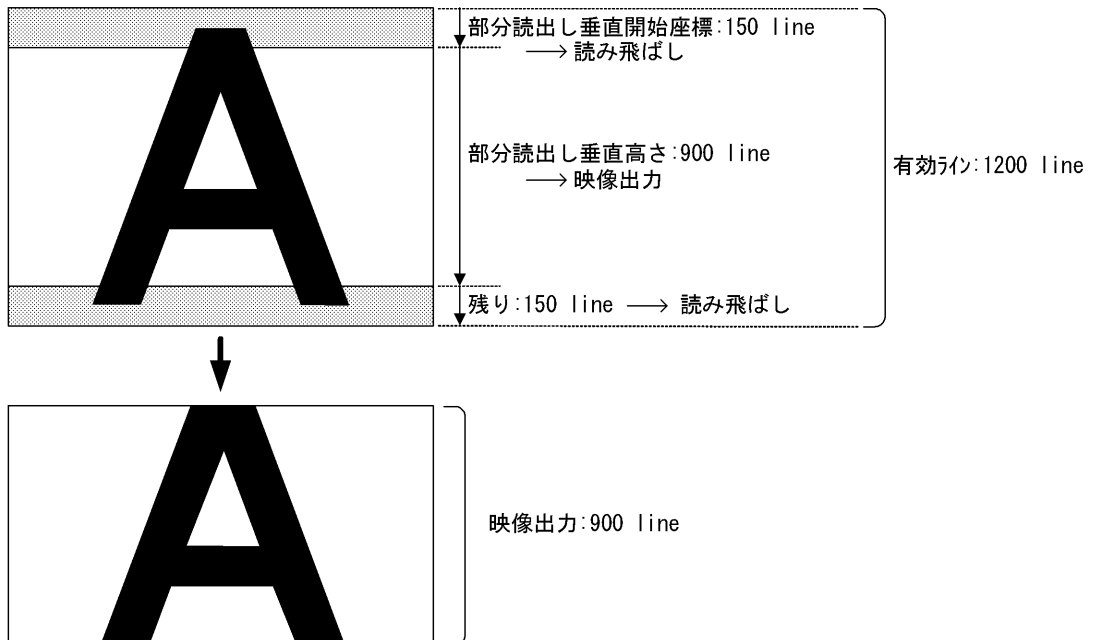 部分読出し垂直開始座標:150 line
→ 読み飛ばし
部分読出し垂直高さ:900 line
→ 映像出力
有効ﾗｲﾝ:1200 line
残り:150 line → 読み飛ばし
A
映像出力:900 line
A